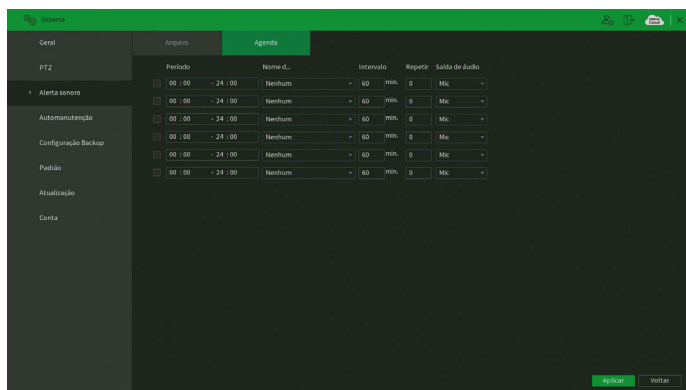 Sistema
Geral
PTZ
> Alerta sonoro
Automanutenção
Configuração Backup
Padrão
Atualização
Conta
Arquivo Agenda
Período Nome d... Intervalo Repetir Saída de áudio
00 : 00 - 24 : 00 Nenhum 60 min. 0 Mic
00 : 00 - 24 : 00 Nenhum 60 min. 0 Mic
00 : 00 - 24 : 00 Nenhum 60 min. 0 Mic
00 : 00 - 24 : 00 Nenhum 60 min. 0 Mic
00 : 00 - 24 : 00 Nenhum 60 min. 0 Mic
00 : 00 - 24 : 00 Nenhum 60 min. 0 Mic
Aplicar Voltar